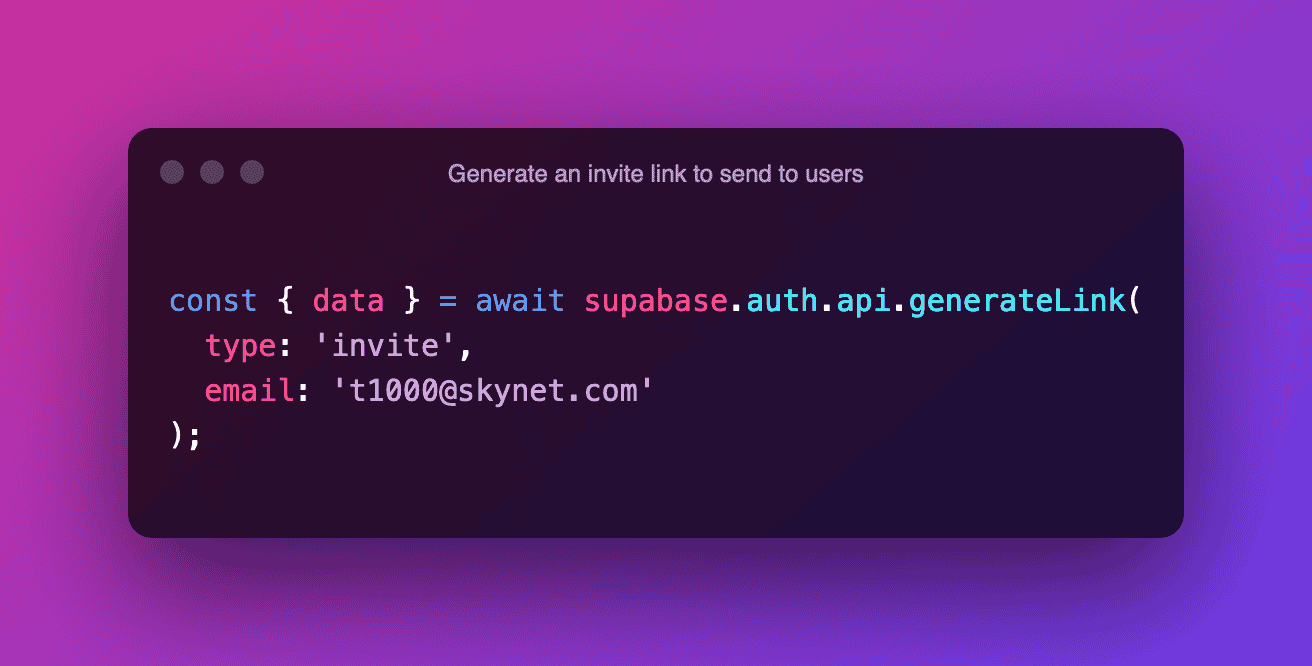 Generate an invite link to send to users
const { data } = await supabase.auth.api.generateLink(
  type: 'invite',
  email: 't1000@skynet.com'
);